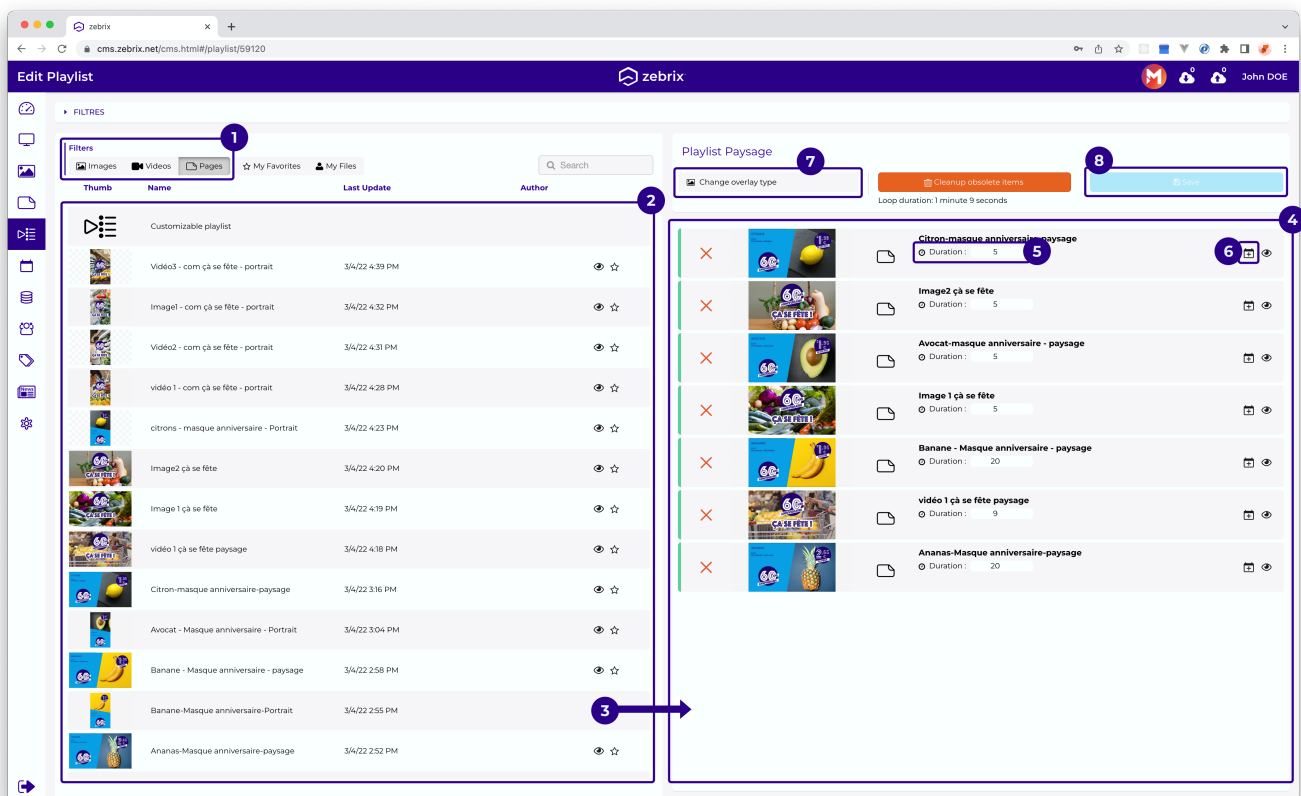 zebrix
cms.zebrix.net/cms.html#/playlist/59120
Edit Playlist
zebrix
0
0
John DOE
FILTRES
1
Filters
Images
Videos
Pages
My Favorites
My Files
Search
Thumb
Name
Last Update
Author
2
Customizable playlist
Vidéo3 - com çà se fête - portrait
3/4/22 4:39 PM
Image1 - com çà se fête - portrait
3/4/22 4:32 PM
Vidéo2 - com çà se fête - portrait
3/4/22 4:31 PM
vidéo 1 - com çà se fête - portrait
3/4/22 4:28 PM
citrons - masque anniversaire - Portrait
3/4/22 4:23 PM
Image2 çà se fête
3/4/22 4:20 PM
Image 1 çà se fête
3/4/22 4:19 PM
vidéo 1 çà se fête paysage
3/4/22 4:18 PM
Citron-masque anniversaire-paysage
3/4/22 3:16 PM
Avocat - Masque anniversaire - Portrait
3/4/22 3:04 PM
Banane - Masque anniversaire - paysage
3/4/22 2:58 PM
Banane-Masque anniversaire-Portrait
3/4/22 2:55 PM
3
Ananas-Masque anniversaire-paysage
3/4/22 2:52 PM
News
Playlist Paysage
7
8
Change overlay type
Cleanup obsolete items
Save
Loop duration: 1 minute 9 seconds
4
Citron-masque anniversaire-paysage
Duration : 5
5
6
Image2 çà se fête
Duration : 5
ÇA SE FÊTE !
Avocat-masque anniversaire - paysage
Duration : 5
Image 1 çà se fête
Duration : 5
ÇA SE FÊTE !
Banane - Masque anniversaire - paysage
Duration : 20
vidéo 1 çà se fête paysage
Duration : 9
ÇA SE FÊTE !
Ananas-Masque anniversaire-paysage
Duration : 20